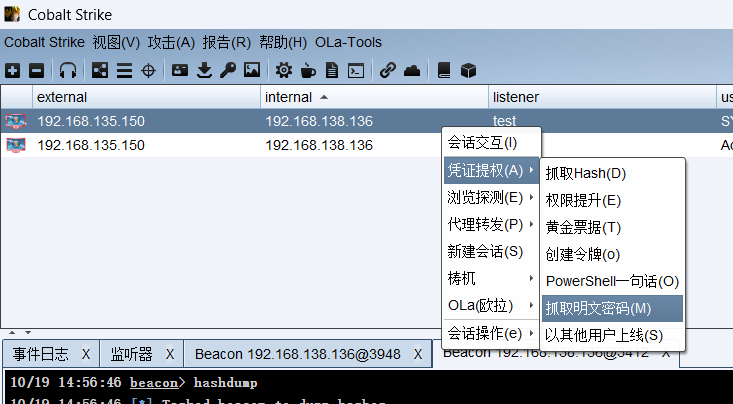 Cobalt Strike
Cobalt Strike 视图(V) 攻击(A) 报告(R) 帮助(H) OLa-Tools
external internal listener us
192.168.135.150 192.168.138.136 test SY
192.168.135.150 192.168.138.136 Ad
会话交互(I)
凭证提权(A)
浏览探测(E)
代理转发(P)
新建会话(S)
梼杌
OLa(欧拉)
会话操作(e)
抓取Hash(D)
权限提升(E)
黄金票据(T)
创建令牌(o)
PowerShell一句话(O)
抓取明文密码(M)
以其他用户上线(S)
事件日志 X 监听器 X Beacon 192.168.138.136@3948 X Beacon 192.168.138.136@3412 X
10/19 14:56:46 beacon> hashdump
10/19 14:56:46 [*] Tasked beacon to dump hashes